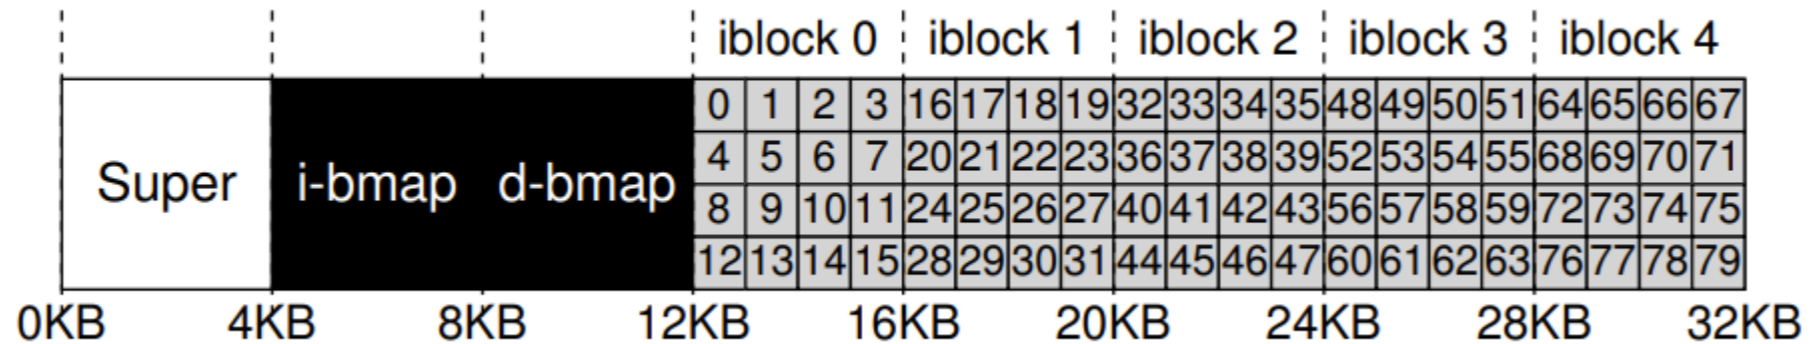 iblock 0 iblock 1 iblock 2 iblock 3 iblock 4
0 1 2 3 16 17 18 19 32 33 34 35 48 49 50 51 64 65 66 67
4 5 6 7 20 21 22 23 36 37 38 39 52 53 54 55 68 69 70 71
Super i-bmap d-bmap
8 9 10 11 24 25 26 27 40 41 42 43 56 57 58 59 72 73 74 75
12 13 14 15 28 29 30 31 44 45 46 47 60 61 62 63 76 77 78 79
0KB 4KB 8KB 12KB 16KB 20KB 24KB 28KB 32KB